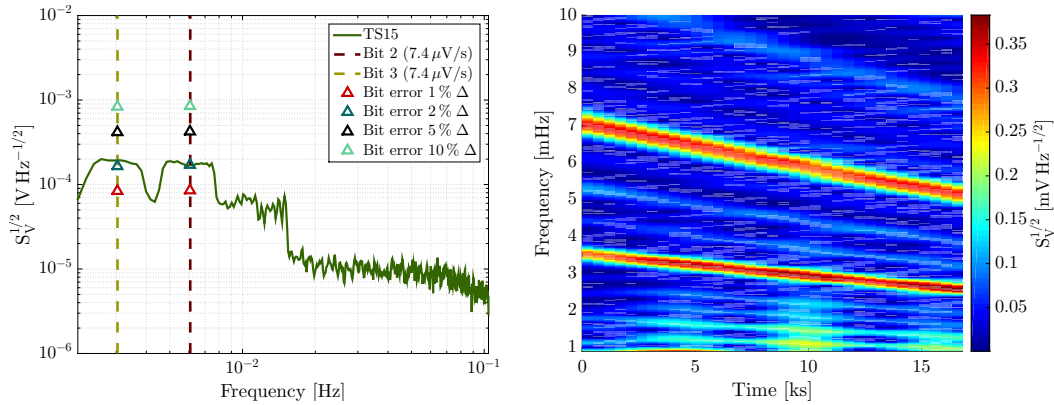 10⁻²
10⁻³
10⁻⁴
10⁻⁵
10⁻⁶
S_V^{1/2} [V Hz^{−1/2}]
10⁻²
10⁻¹
Frequency [Hz]
TS15
Bit 2 (7.4 μV/s)
Bit 3 (7.4 μV/s)
Bit error 1 % Δ
Bit error 2 % Δ
Bit error 5 % Δ
Bit error 10 % Δ
10
9
8
7
6
5
4
3
2
1
Frequency [mHz]
0
5
10
15
Time [ks]
0.35
0.30
0.25
0.20
0.15
0.10
0.05
S_V^{1/2} [mV Hz^{−1/2}]